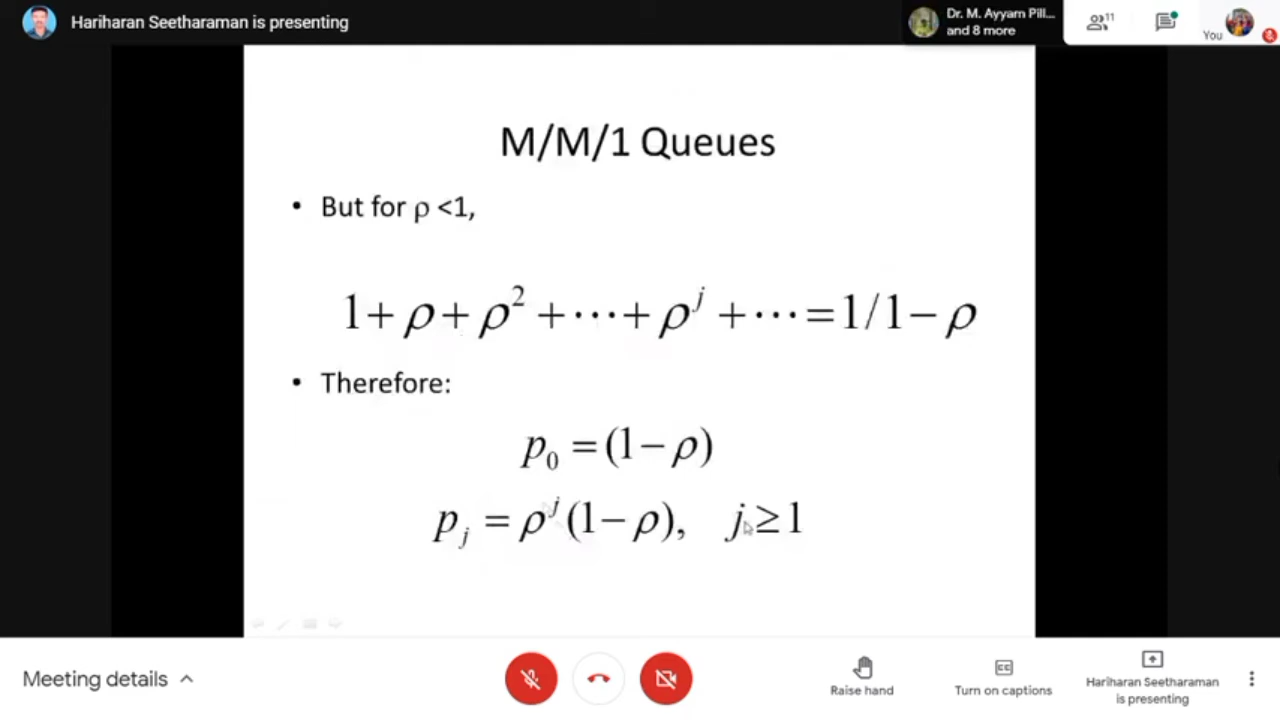 Hariharan Seetharaman is presenting
Dr. M. Ayyam Pill...
and 8 more
11
You
M/M/1 Queues
• But for ρ <1,
1+ ρ + ρ² + ⋯ + ρʲ + ⋯ = 1/1− ρ
• Therefore:
p₀ = (1− ρ)
pⱼ = ρʲ (1− ρ), j ≥ 1
Meeting details
Raise hand
CC
Turn on captions
Hariharan Seetharaman
is presenting